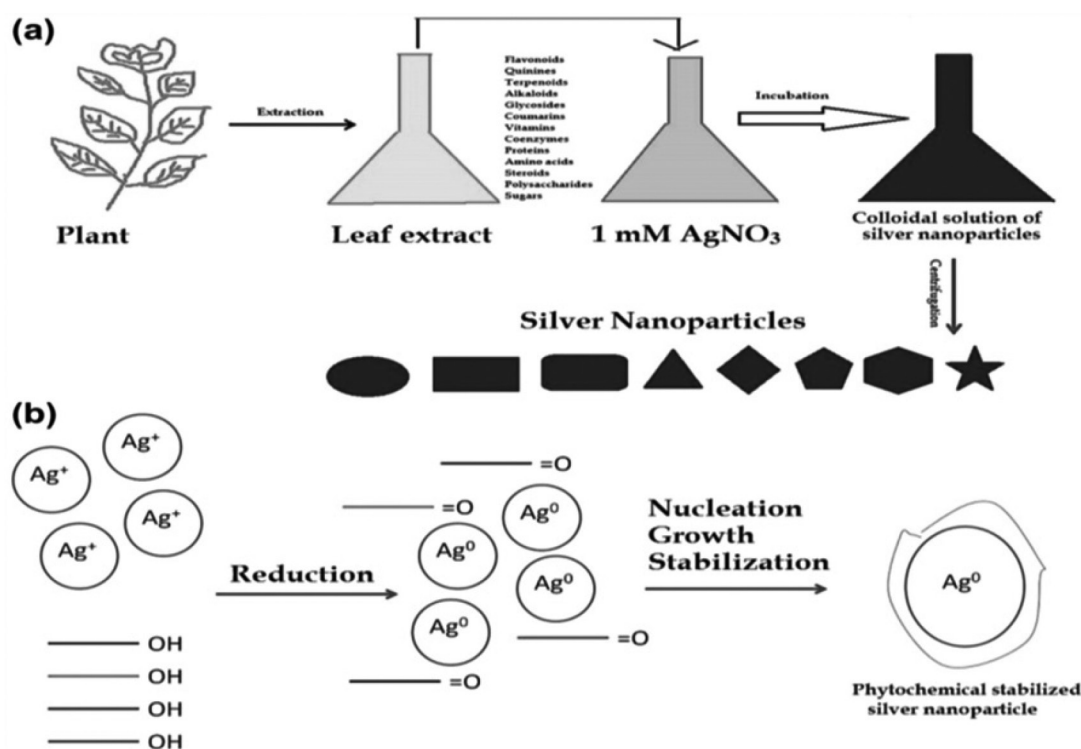 (a)
Extraction
Flavonoids
Quinines
Terpenoids
Alkaloids
Glycosides
Coumarins
Vitamins
Coenzymes
Proteins
Amino acids
Steroids
Polysaccharides
Sugars
Incubation
Plant
Leaf extract
1 mM AgNO₃
Colloidal solution of
silver nanoparticles
Centrifugation
Silver Nanoparticles
(b)
Ag⁺
Ag⁺
Ag⁺
Ag⁺
OH
OH
OH
OH
Reduction
=O
=O
Ag⁰
Ag⁰
Ag⁰
Ag⁰
=O
=O
Nucleation
Growth
Stabilization
Ag⁰
Phytochemical stabilized
silver nanoparticle